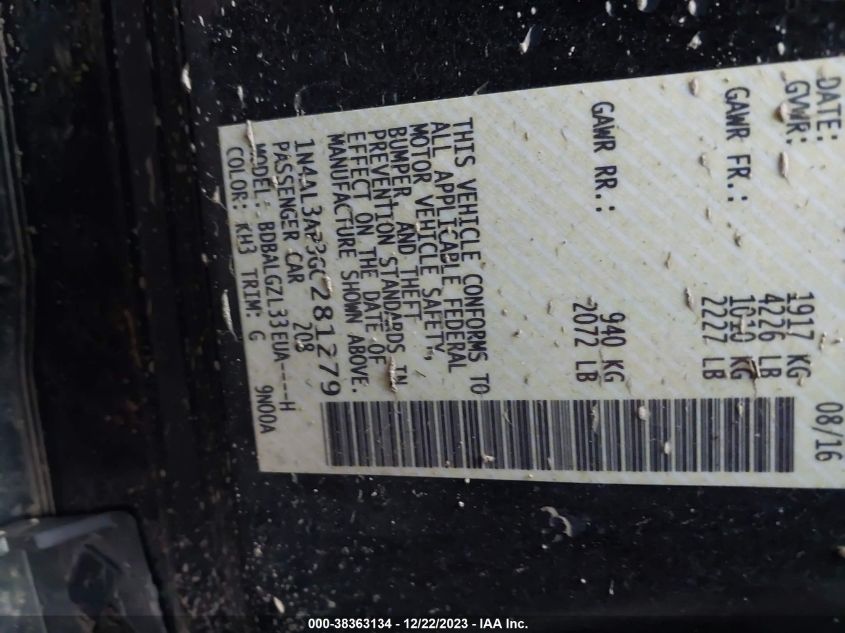 DATE: 08/16
GVWR: 1917 KG
4226 LB
GAWR FR.: 1010 KG
2227 LB
GAWR RR.: 940 KG
2072 LB
THIS VEHICLE CONFORMS TO
ALL APPLICABLE FEDERAL
MOTOR VEHICLE SAFETY,
BUMPER, AND THEFT
PREVENTION STANDARDS IN
EFFECT ON THE DATE OF
MANUFACTURE SHOWN ABOVE.
1N4AL3AP3GC281279
PASSENGER CAR 208
MODEL: BDBALGZL33EUA----H
COLOR: KH3 TRIM: G 9N00A
000-38363134 - 12/22/2023 - IAA Inc.